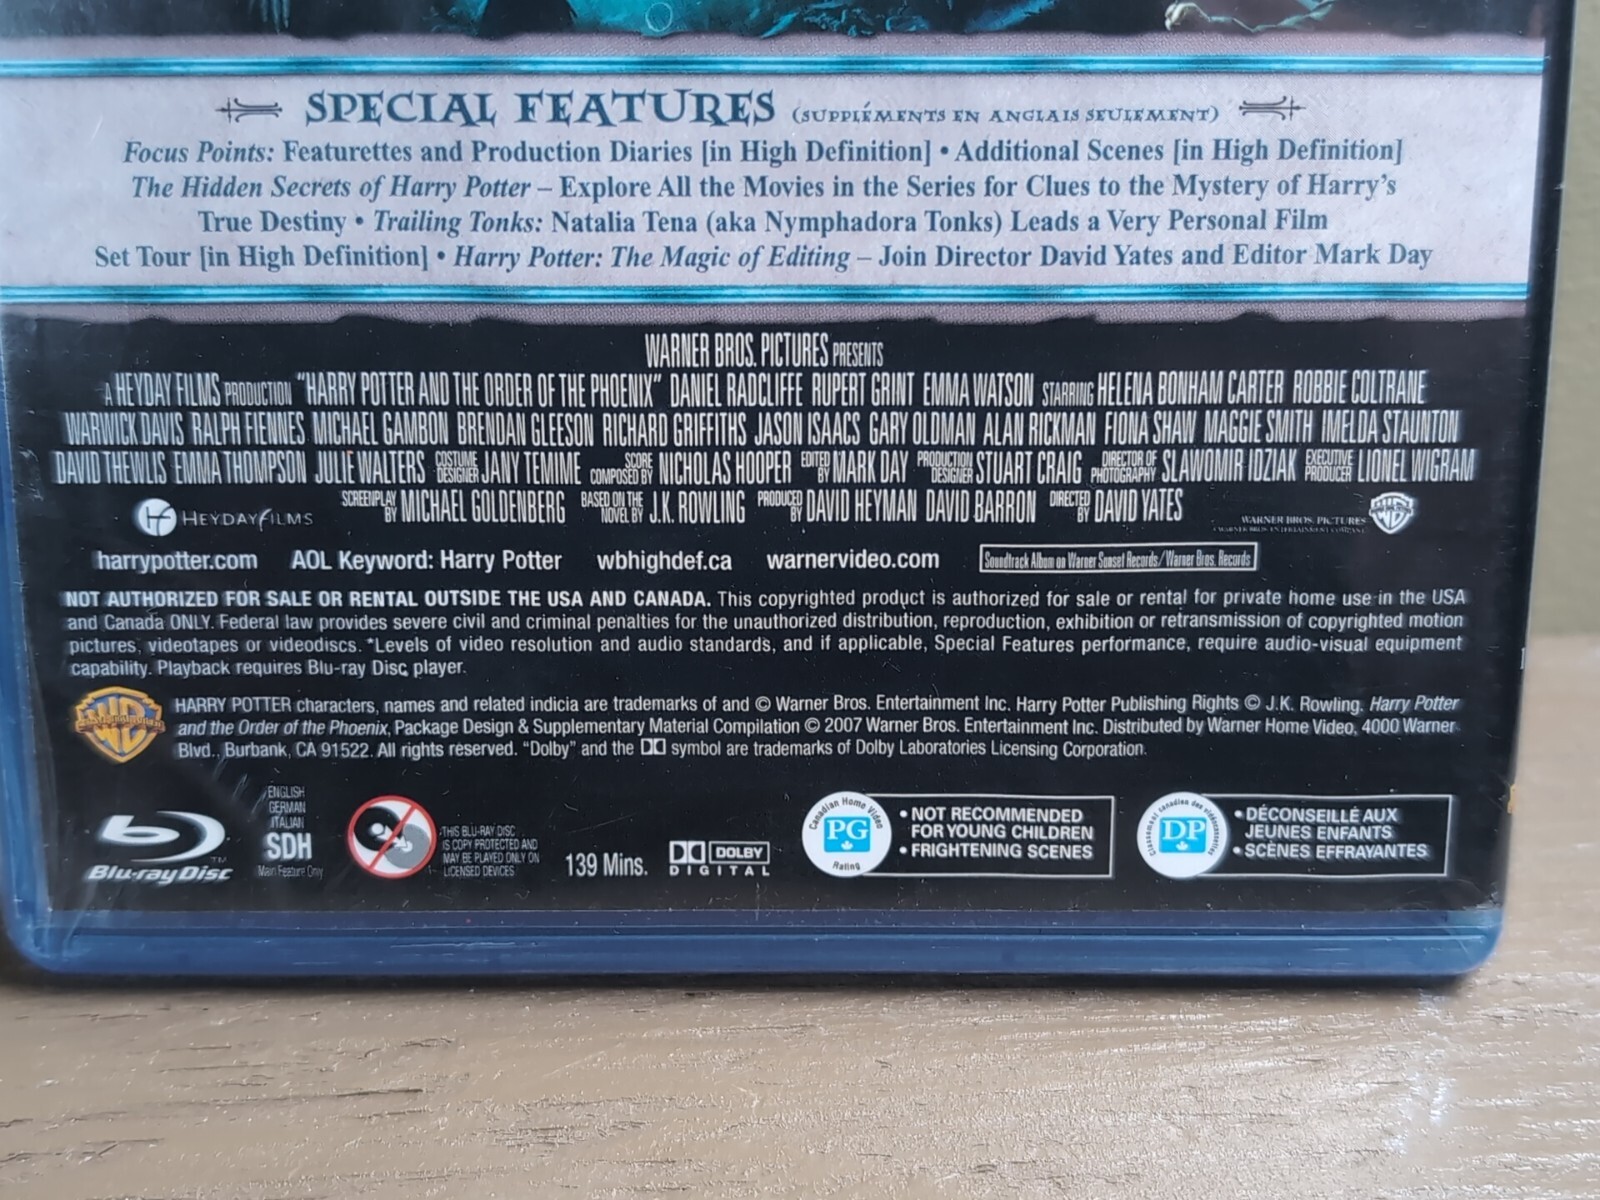 SPECIAL FEATURES (SUPPLÉMENTS EN ANGLAIS SEULEMENT)
Focus Points: Featurettes and Production Diaries [in High Definition] • Additional Scenes [in High Definition]
The Hidden Secrets of Harry Potter – Explore All the Movies in the Series for Clues to the Mystery of Harry's
True Destiny • Trailing Tonks: Natalia Tena (aka Nymphadora Tonks) Leads a Very Personal Film
Set Tour [in High Definition] • Harry Potter: The Magic of Editing – Join Director David Yates and Editor Mark Day
WARNER BROS. PICTURES PRESENTS
A HEYDAY FILMS PRODUCTION "HARRY POTTER AND THE ORDER OF THE PHOENIX" DANIEL RADCLIFFE RUPERT GRINT EMMA WATSON STARRING HELENA BONHAM CARTER ROBBIE COLTRANE
WARWICK DAVIS RALPH FIENNES MICHAEL GAMBON BRENDAN GLEESON RICHARD GRIFFITHS JASON ISAACS GARY OLDMAN ALAN RICKMAN FIONA SHAW MAGGIE SMITH IMELDA STAUNTON
DAVID THEWLIS EMMA THOMPSON JULIE WALTERS COSTUME DESIGNER JANY TEMIME SCORE COMPOSED BY NICHOLAS HOOPER EDITED BY MARK DAY PRODUCTION DESIGNER STUART CRAIG DIRECTOR OF PHOTOGRAPHY SLAWOMIR IDZIAK EXECUTIVE PRODUCER LIONEL WIGRAM
HEYDAY FILMS SCREENPLAY BY MICHAEL GOLDENBERG BASED ON THE NOVEL BY J.K. ROWLING PRODUCED BY DAVID HEYMAN DAVID BARRON DIRECTED BY DAVID YATES WARNER BROS. PICTURES
harrypotter.com AOL Keyword: Harry Potter wbhighdef.ca warnervideo.com Soundtrack Album on Warner Sunset Records/Warner Bros. Records
NOT AUTHORIZED FOR SALE OR RENTAL OUTSIDE THE USA AND CANADA. This copyrighted product is authorized for sale or rental for private home use in the USA
and Canada ONLY. Federal law provides severe civil and criminal penalties for the unauthorized distribution, reproduction, exhibition or retransmission of copyrighted motion
pictures, videotapes or videodiscs. *Levels of video resolution and audio standards, and if applicable, Special Features performance, require audio-visual equipment
capability. Playback requires Blu-ray Disc player.
HARRY POTTER characters, names and related indicia are trademarks of and © Warner Bros. Entertainment Inc. Harry Potter Publishing Rights © J.K. Rowling. Harry Potter
and the Order of the Phoenix, Package Design & Supplementary Material Compilation © 2007 Warner Bros. Entertainment Inc. Distributed by Warner Home Video, 4000 Warner
Blvd., Burbank, CA 91522. All rights reserved. "Dolby" and the DD symbol are trademarks of Dolby Laboratories Licensing Corporation.
Blu-ray Disc™
ENGLISH
GERMAN
ITALIAN
SDH
Main Feature Only
THIS BLU-RAY DISC
IS COPY PROTECTED AND
MAY BE PLAYED ONLY ON
LICENSED DEVICES
139 Mins.
DOLBY
DIGITAL
Canadian Home Video
PG
Rating
• NOT RECOMMENDED
FOR YOUNG CHILDREN
• FRIGHTENING SCENES
Classement canadien des vidéocassettes
DP
• DÉCONSEILLÉ AUX
JEUNES ENFANTS
• SCÈNES EFFRAYANTES